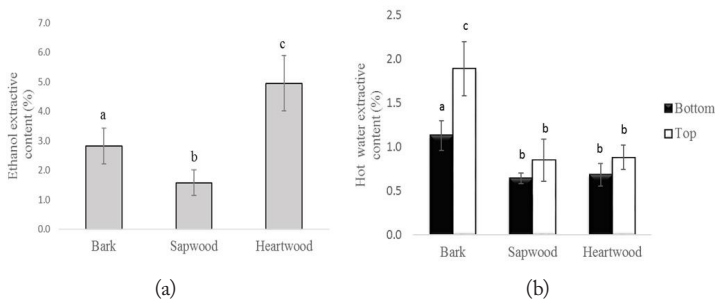 Ethanol extractive
content (%)
7.0
6.0
5.0
4.0
3.0
2.0
1.0
0.0
a
b
c
Bark
Sapwood
Heartwood
(a)
Hot water extractive
content (%)
2.5
2.0
1.5
1.0
0.5
0.0
a
c
b
b
b
b
Bark
Sapwood
Heartwood
Bottom
Top
(b)